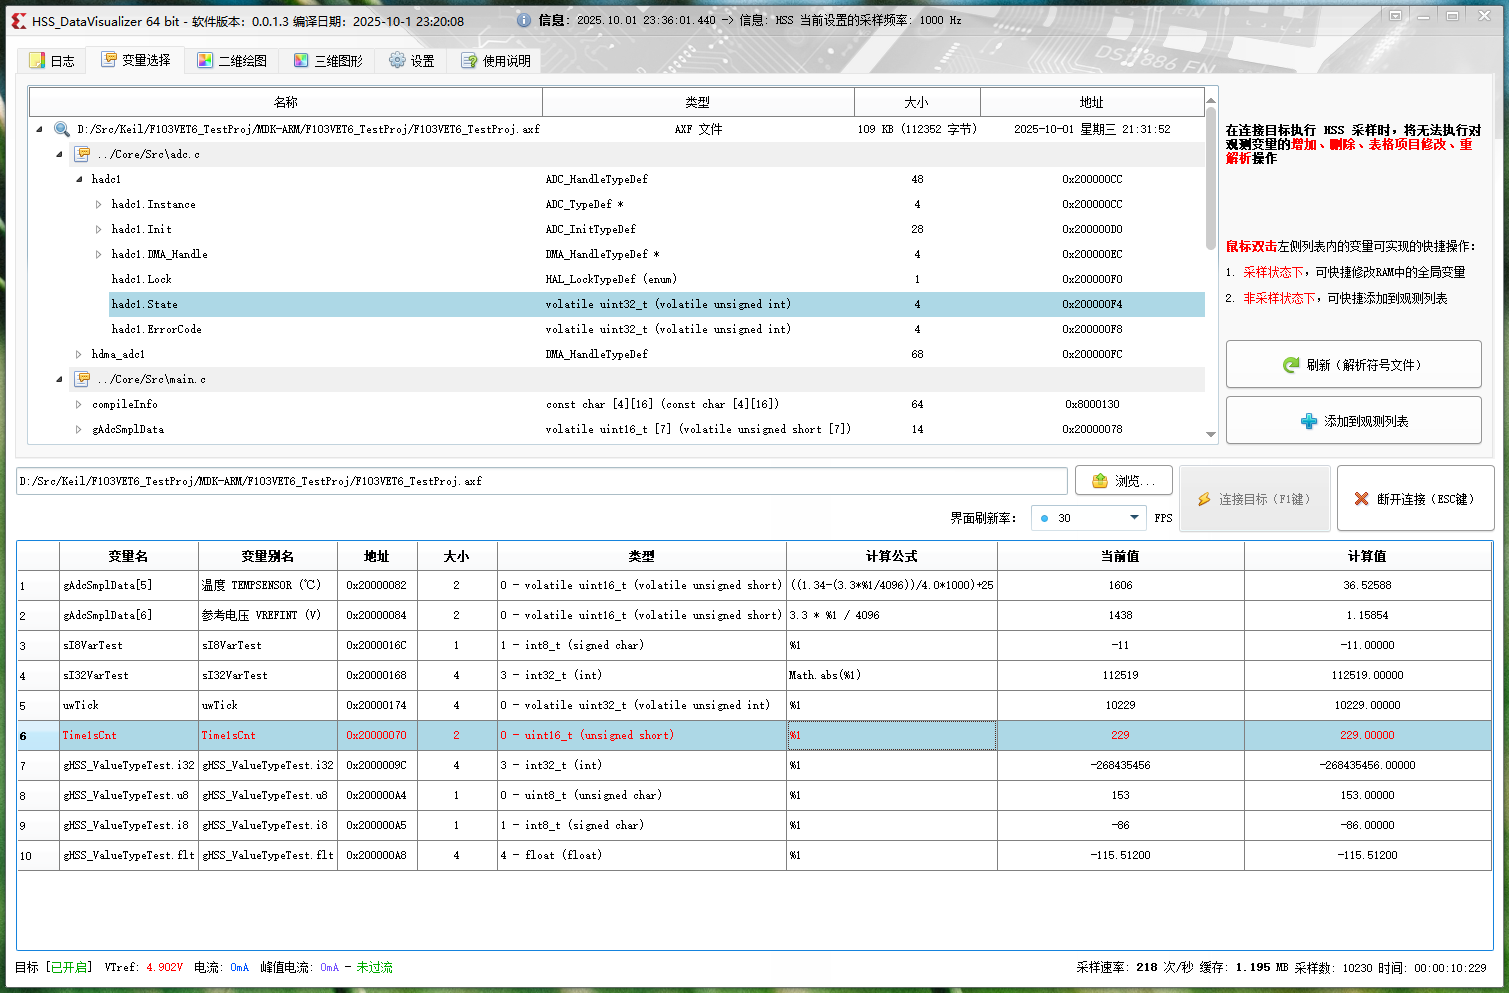 HSS_DataVisualizer 64 bit - 软件版本: 0.0.1.3 编译日期: 2025-10-1 23:20:08
信息: 2025.10.01 23:36:01.440 -> 信息: HSS 当前设置的采样频率: 1000 Hz
日志 变量选择 二维绘图 三维图形 设置 使用说明
名称 类型 大小 地址
D:/Src/Keil/F103VET6_TestProj/MDK-ARM/F103VET6_TestProj/F103VET6_TestProj.axf AXF 文件 109 KB (112352 字节) 2025-10-01 星期三 21:31:52
../Core/Src\adc.c
hadc1 ADC_HandleTypeDef 48 0x200000CC
hadc1.Instance ADC_TypeDef * 4 0x200000CC
hadc1.Init ADC_InitTypeDef 28 0x200000D0
hadc1.DMA_Handle DMA_HandleTypeDef * 4 0x200000EC
hadc1.Lock HAL_LockTypeDef (enum) 1 0x200000F0
hadc1.State volatile uint32_t (volatile unsigned int) 4 0x200000F4
hadc1.ErrorCode volatile uint32_t (volatile unsigned int) 4 0x200000F8
hdma_adc1 DMA_HandleTypeDef 68 0x200000FC
../Core/Src\main.c
compileInfo const char [4][16] (const char [4][16]) 64 0x8000130
gAdcSmplData volatile uint16_t [7] (volatile unsigned short [7]) 14 0x20000078
在连接目标执行 HSS 采样时，将无法执行对
观测变量的增加、删除、表格项目修改、重
解析操作
鼠标双击左侧列表内的变量可实现的快捷操作：
1. 采样状态下，可快捷修改RAM中的全局变量
2. 非采样状态下，可快捷添加到观测列表
刷新（解析符号文件）
添加到观测列表
D:/Src/Keil/F103VET6_TestProj/MDK-ARM/F103VET6_TestProj/F103VET6_TestProj.axf
浏览...
连接目标（F1键）
断开连接（ESC键）
界面刷新率： 30 FPS
变量名 变量别名 地址 大小 类型 计算公式 当前值 计算值
1 gAdcSmplData[5] 温度 TEMPSENSOR (℃) 0x20000082 2 0 - volatile uint16_t (volatile unsigned short) ((1.34-(3.3*%1/4096))/4.0*1000)+25 1606 36.52588
2 gAdcSmplData[6] 参考电压 VREFINT (V) 0x20000084 2 0 - volatile uint16_t (volatile unsigned short) 3.3 * %1 / 4096 1438 1.15854
3 sI8VarTest sI8VarTest 0x2000016C 1 1 - int8_t (signed char) %1 -11 -11.00000
4 sI32VarTest sI32VarTest 0x20000168 4 3 - int32_t (int) Math.abs(%1) 112519 112519.00000
5 uwTick uwTick 0x20000174 4 0 - volatile uint32_t (volatile unsigned int) %1 10229 10229.00000
6 Time1sCnt Time1sCnt 0x20000070 2 0 - uint16_t (unsigned short) %1 229 229.00000
7 gHSS_ValueTypeTest.i32 gHSS_ValueTypeTest.i32 0x2000009C 4 3 - int32_t (int) %1 -268435456 -268435456.00000
8 gHSS_ValueTypeTest.u8 gHSS_ValueTypeTest.u8 0x200000A4 1 0 - uint8_t (unsigned char) %1 153 153.00000
9 gHSS_ValueTypeTest.i8 gHSS_ValueTypeTest.i8 0x200000A5 1 1 - int8_t (signed char) %1 -86 -86.00000
10 gHSS_ValueTypeTest.flt gHSS_ValueTypeTest.flt 0x200000A8 4 4 - float (float) %1 -115.51200 -115.51200
目标 [已开启] VTref: 4.902V 电流: 0mA 峰值电流: 0mA - 未过流
采样速率: 218 次/秒 缓存: 1.195 MB 采样数: 10230 时间: 00:00:10:229